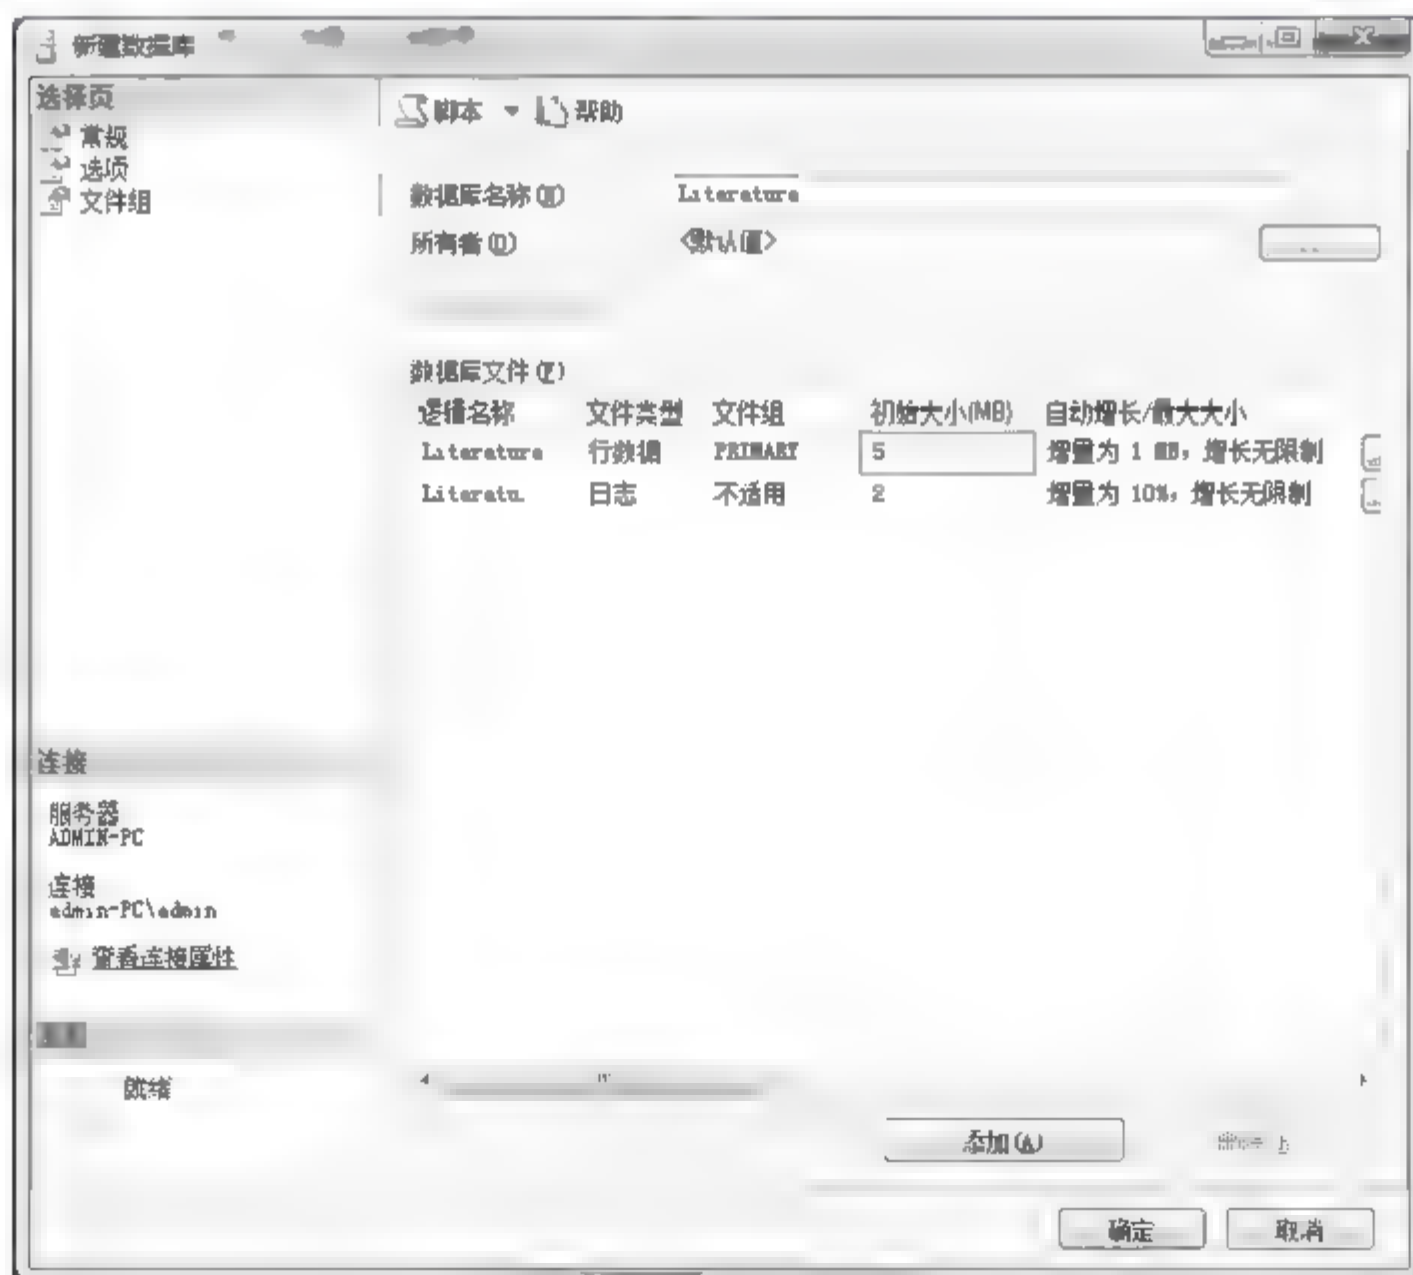 新建数据库
选择页
常规
选项
文件组
脚本 帮助
数据库名称(N) Literature
所有者(O) <默认值>
数据库文件(F)
逻辑名称 文件类型 文件组 初始大小(MB) 自动增长/最大大小
Literature 行数据 PRIMARY 5 增量为 1 MB, 增长无限制
Literatu 日志 不适用 2 增量为 10%, 增长无限制
连接
服务器
ADMIN-PC
连接
admin-PC\admin
查看连接属性
就绪
添加(A)
确定 取消